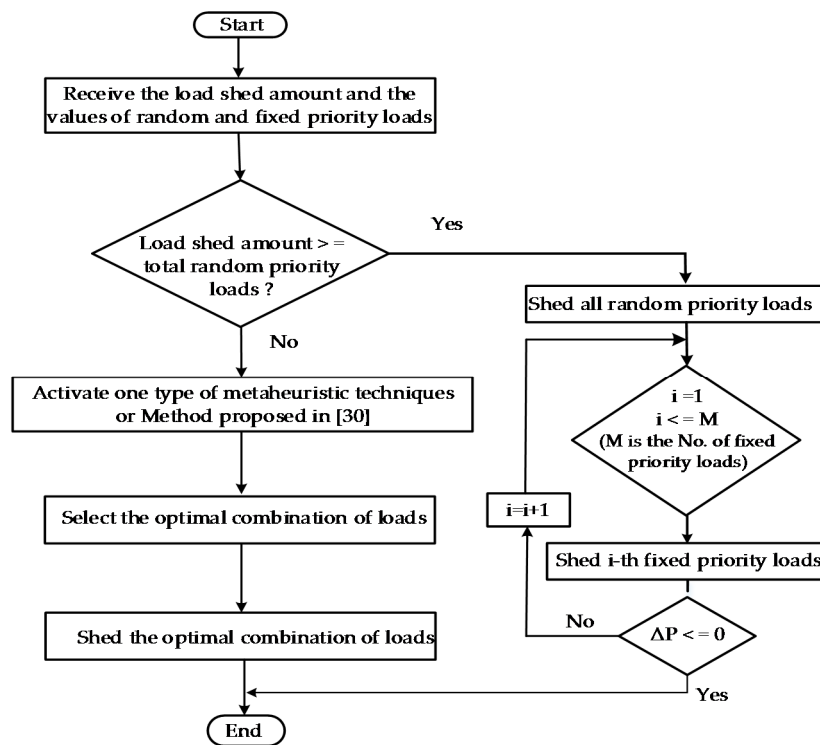 Start
Receive the load shed amount and the
values of random and fixed priority loads
Load shed amount > =
total random priority
loads ?
Yes
No
Shed all random priority loads
Activate one type of metaheuristic techniques
or Method proposed in [30]
i =1
i < = M
(M is the No. of fixed
priority loads)
i=i+1
Select the optimal combination of loads
Shed i-th fixed priority loads
Shed the optimal combination of loads
No
ΔP < = 0
Yes
End